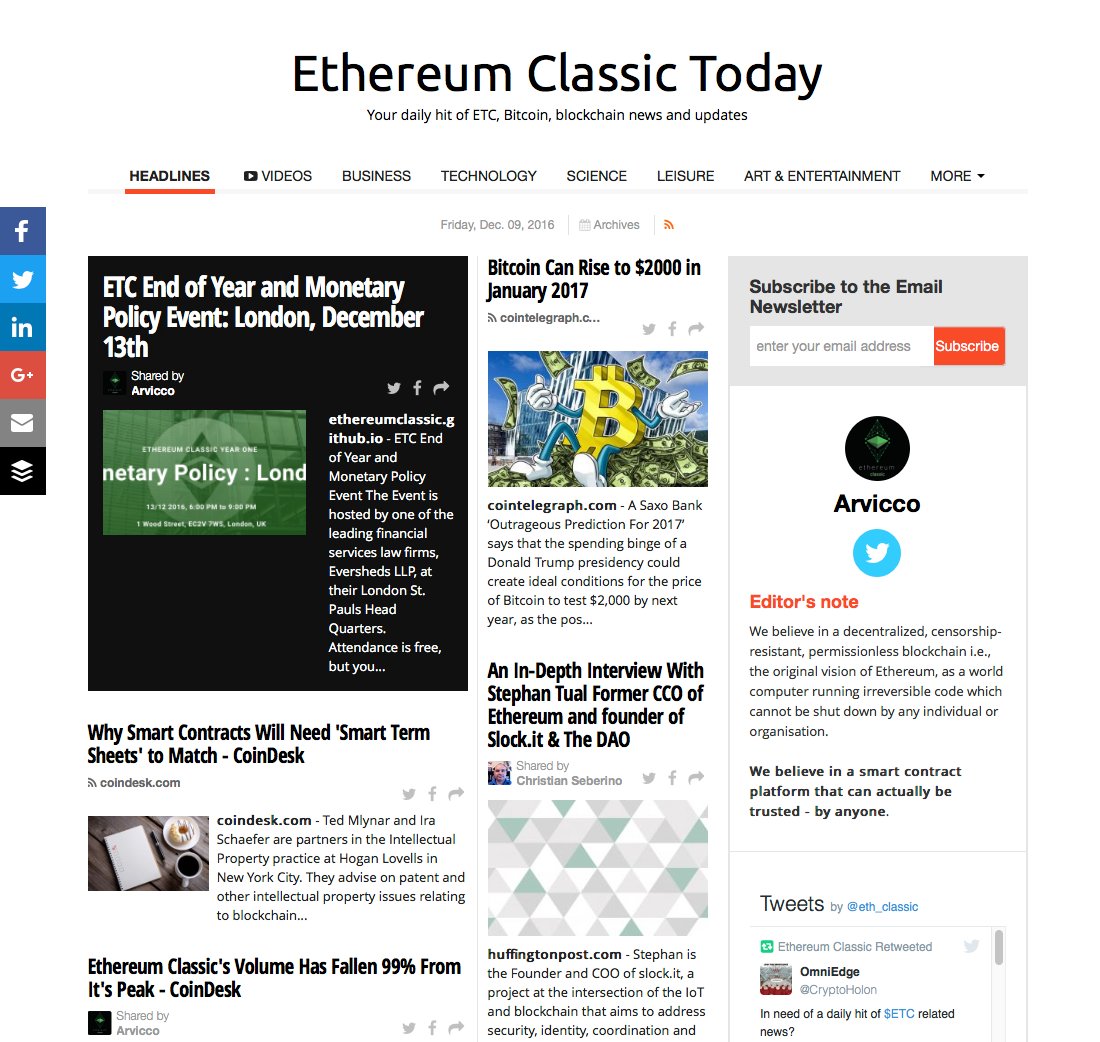 Ethereum Classic Today
Your daily hit of ETC, Bitcoin, blockchain news and updates
HEADLINES
VIDEOS
BUSINESS
TECHNOLOGY
SCIENCE
LEISURE
ART & ENTERTAINMENT
MORE
Friday, Dec. 09, 2016
Archives
ETC End of Year and Monetary
Policy Event: London, December
13th
Shared by
Arvicco
ETHEREUM CLASSIC YEAR ONE
netary Policy : Lond
13/12 2016, 6:00 PM to 9:00 PM
1 Wood Street, EC2V 7WS, London, UK
ethereumclassic.g
ithub.io - ETC End
of Year and
Monetary Policy
Event The Event is
hosted by one of the
leading financial
services law firms,
Eversheds LLP, at
their London St.
Pauls Head
Quarters.
Attendance is free,
but you...
Why Smart Contracts Will Need 'Smart Term
Sheets' to Match - CoinDesk
coindesk.com
coindesk.com - Ted Mlynar and Ira
Schaefer are partners in the Intellectual
Property practice at Hogan Lovells in
New York City. They advise on patent and
other intellectual property issues relating
to blockchain...
Ethereum Classic's Volume Has Fallen 99% From
It's Peak - CoinDesk
Shared by
Arvicco
Bitcoin Can Rise to $2000 in
January 2017
cointelegraph.c...
cointelegraph.com - A Saxo Bank
‘Outrageous Prediction For 2017’
says that the spending binge of a
Donald Trump presidency could
create ideal conditions for the price
of Bitcoin to test $2,000 by next
year, as the pos...
An In-Depth Interview With
Stephan Tual Former CCO of
Ethereum and founder of
Slock.it & The DAO
Shared by
Christian Seberino
huffingtonpost.com - Stephan is
the Founder and COO of slock.it, a
project at the intersection of the IoT
and blockchain that aims to address
security, identity, coordination and
Subscribe to the Email
Newsletter
enter your email address
Subscribe
ethereum
classic
Arvicco
Editor's note
We believe in a decentralized, censorship-
resistant, permissionless blockchain i.e.,
the original vision of Ethereum, as a world
computer running irreversible code which
cannot be shut down by any individual or
organisation.
We believe in a smart contract
platform that can actually be
trusted - by anyone.
Tweets by @eth_classic
Ethereum Classic Retweeted
OmniEdge
@CryptoHolon
In need of a daily hit of $ETC related
news?